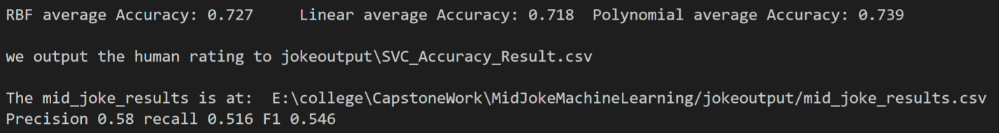 RBF average Accuracy: 0.727     Linear average Accuracy: 0.718  Polynomial average Accuracy: 0.739
we output the human rating to jokeoutput\SVC_Accuracy_Result.csv
The mid_joke_results is at:  E:\college\CapstoneWork\MidJokeMachineLearning/jokeoutput/mid_joke_results.csv
Precision 0.58 recall 0.516 F1 0.546